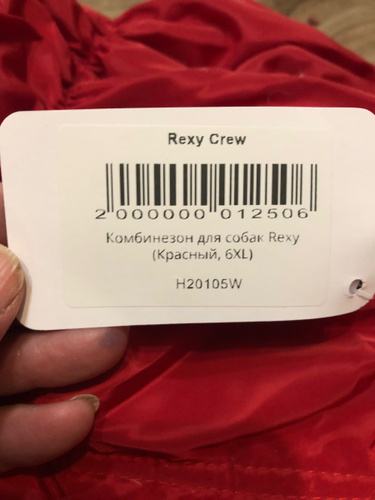 Rexy Crew
2 000000 012506
Комбинезон для собак Rexy
(Красный, 6XL)
H20105W